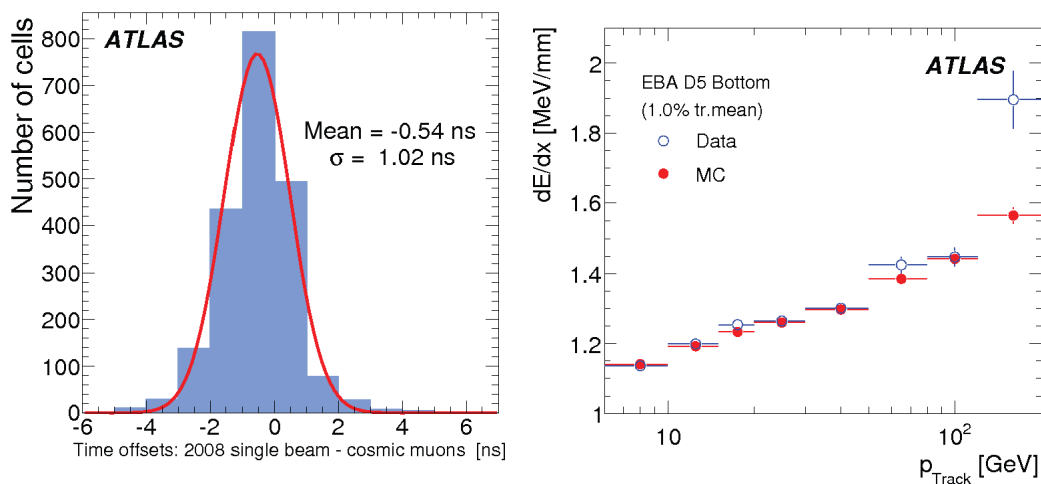 ATLAS
Number of cells
800
700
600
500
400
300
200
100
0
Mean = -0.54 ns
σ = 1.02 ns
-6 -4 -2 0 2 4 6
Time offsets: 2008 single beam - cosmic muons [ns]
ATLAS
dE/dx [MeV/mm]
2
1.8
1.6
1.4
1.2
1
EBA D5 Bottom
(1.0% tr.mean)
Data
MC
10 10²
p_Track [GeV]